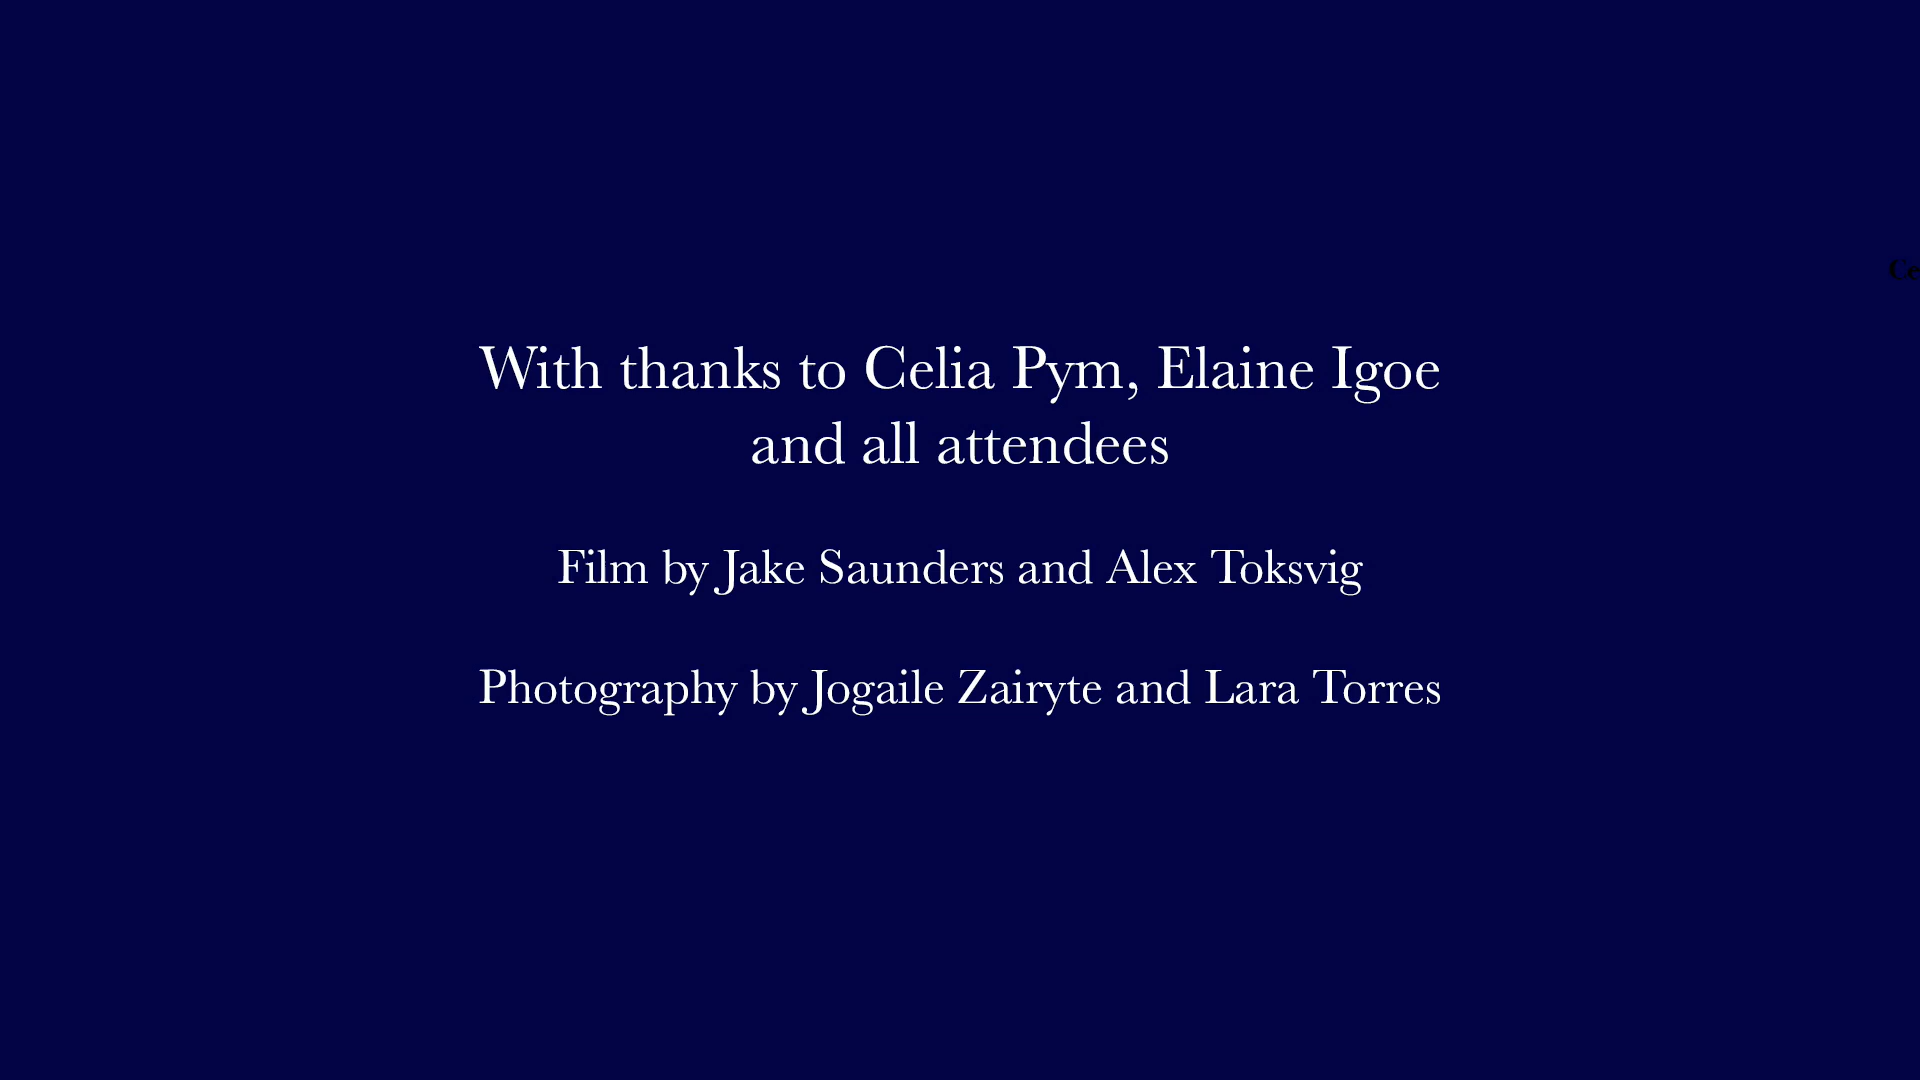 Ce
With thanks to Celia Pym, Elaine Igoe
and all attendees
Film by Jake Saunders and Alex Toksvig
Photography by Jogaile Zairyte and Lara Torres